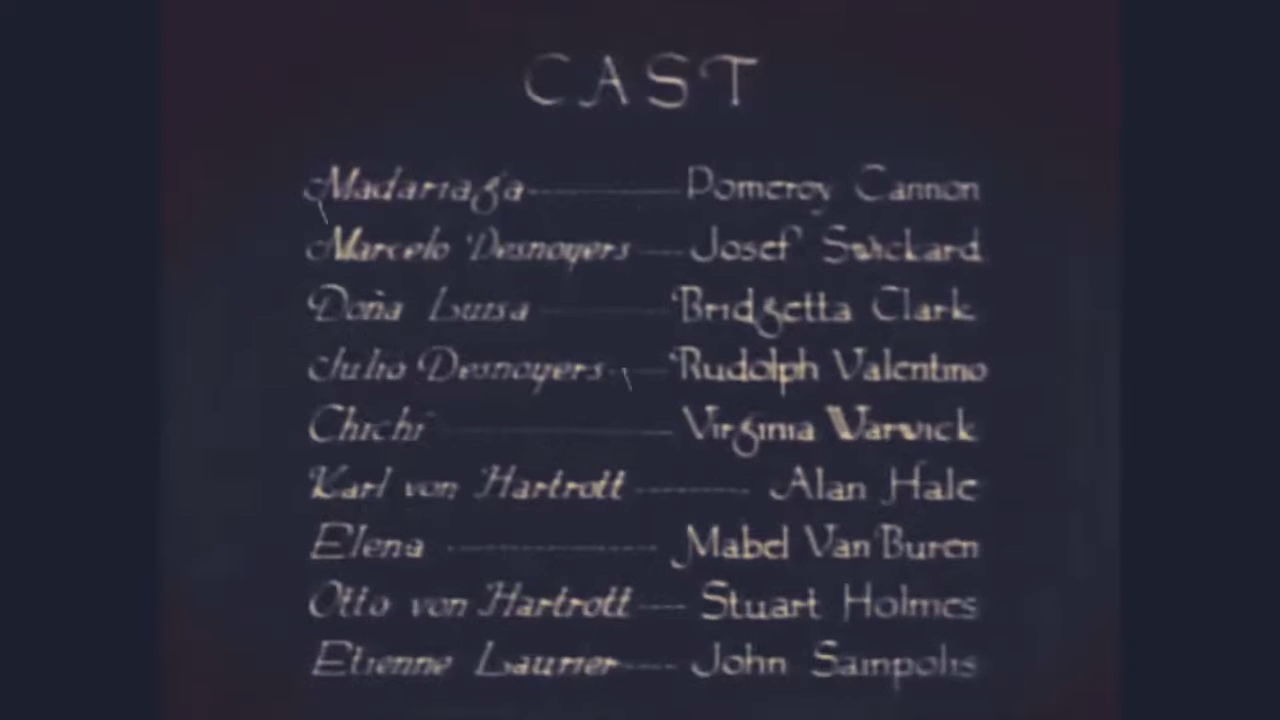 CAST
Madariaga Pomeroy Cannon
Marcelo Desnoyers Josef Swickard
Doña Luisa Bridgetta Clark
Julio Desnoyers Rudolph Valentino
Chichi Virginia Warwick
Karl von Hartrott Alan Hale
Elena Mabel Van Buren
Otto von Hartrott Stuart Holmes
Etienne Laurier John Sainpolis